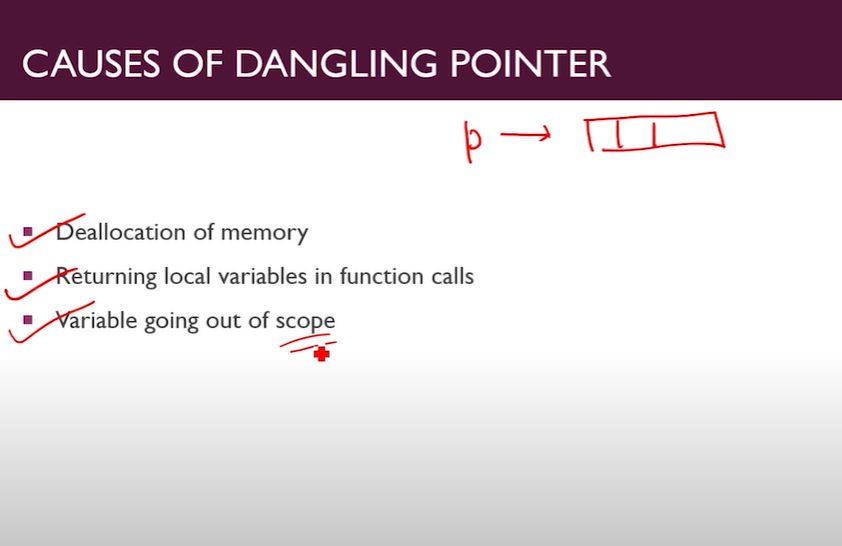 CAUSES OF DANGLING POINTER
p →
▪ Deallocation of memory
▪ Returning local variables in function calls
▪ Variable going out of scope